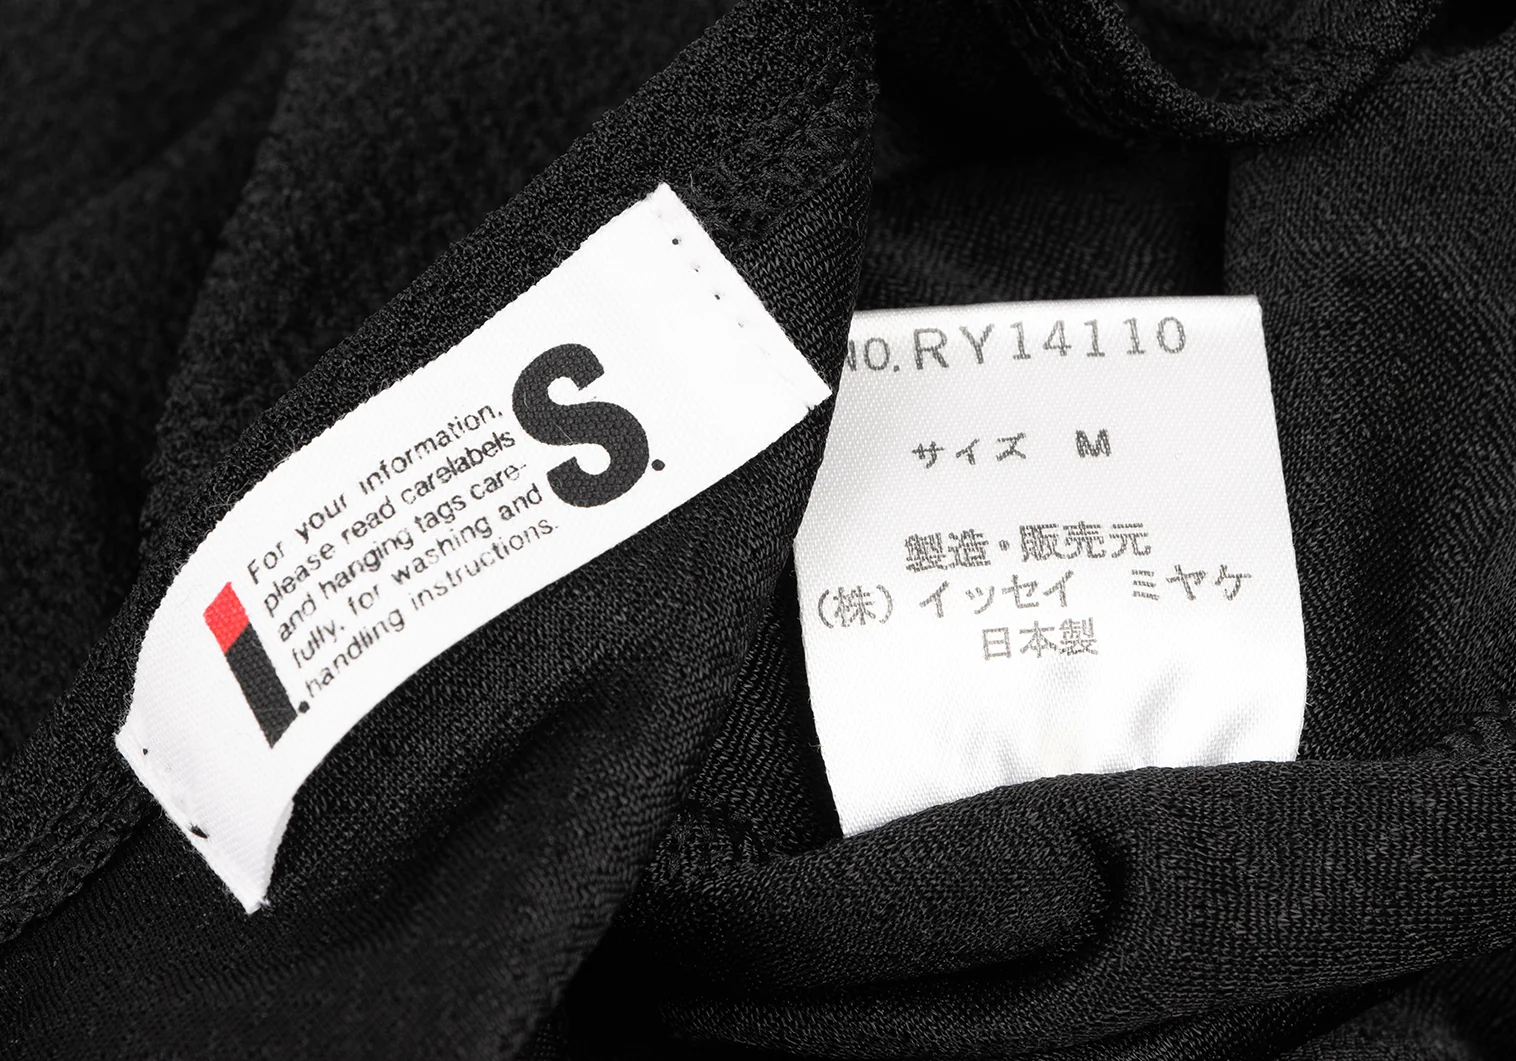 I.
For your information,
please read carelabels
and hanging tags care-
fully, for washing and
handling instructions.
S.
NO.RY14110
サイズ M
製造・販売元
(株) イッセイ ミヤケ
日本製